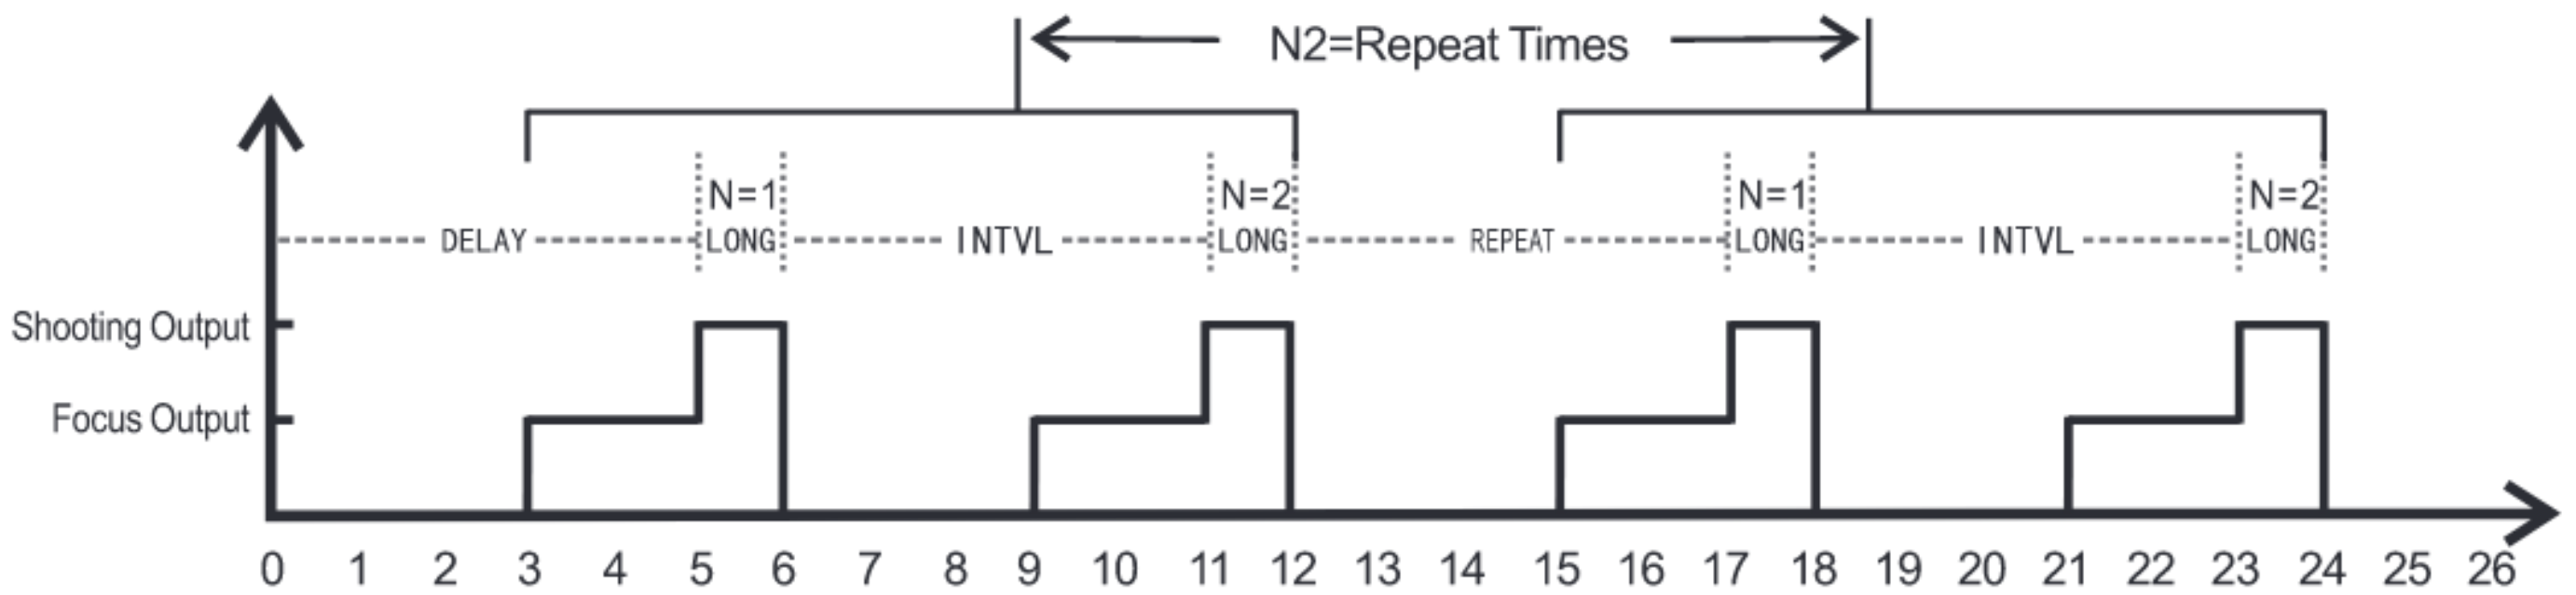 N2=Repeat Times
N=1 N=2 N=1 N=2
DELAY LONG INTVL LONG REPEAT LONG INTVL LONG
Shooting Output
Focus Output
0 1 2 3 4 5 6 7 8 9 10 11 12 13 14 15 16 17 18 19 20 21 22 23 24 25 26